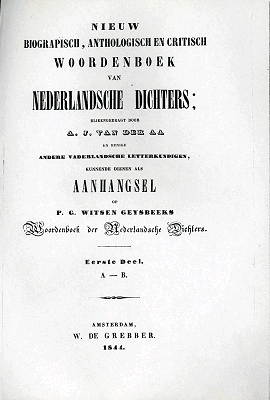 NIEUW
BIOGRAPISCH, ANTHOLOGISCH EN CRITISCH
WOORDENBOEK
VAN
NEDERLANDSCHE DICHTERS;
BIJEENGEBRAGT DOOR
A. J. VAN DER AA
EN EENIGE
ANDERE VADERLANDSCHE LETTERKUNDIGEN,
KUNNENDE DIENEN ALS
AANHANGSEL
OP
P. G. WITSEN GEYSBEEKS
Woordenboek der Nederlandsche Dichters.
Eerste Deel.
A — B.
AMSTERDAM,
W. DE GREBBER.
1844.